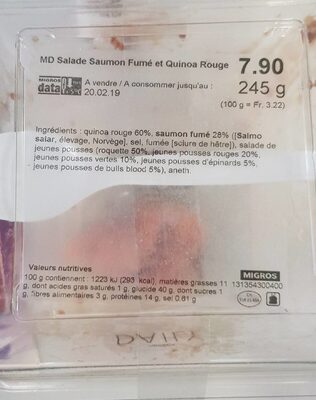 MD Salade Saumon Fumé et Quinoa Rouge 7.90
MIGROS
data
A vendre / A consommer jusqu'au :
20.02.19
245 g
(100 g = Fr. 3.22)
Ingrédients : quinoa rouge 60%, saumon fumé 28% ([Salmo
salar, élevage, Norvège], sel, fumée [sciure de hêtre]), salade de
jeunes pousses (roquette 50%, jeunes pousses rouges 20%,
jeunes pousses vertes 10%, jeunes pousses d'épinards 5%,
jeunes pousses de bulls blood 5%), aneth.
Valeurs nutritives
100 g contiennent : 1223 kJ (293 kcal), matières grasses 11
g, dont acides gras saturés 1 g, glucide 40 g, dont sucres 1
g, fibres alimentaires 3 g, protéines 14 g, sel 0.81 g
MIGROS
131354300400
DAILY